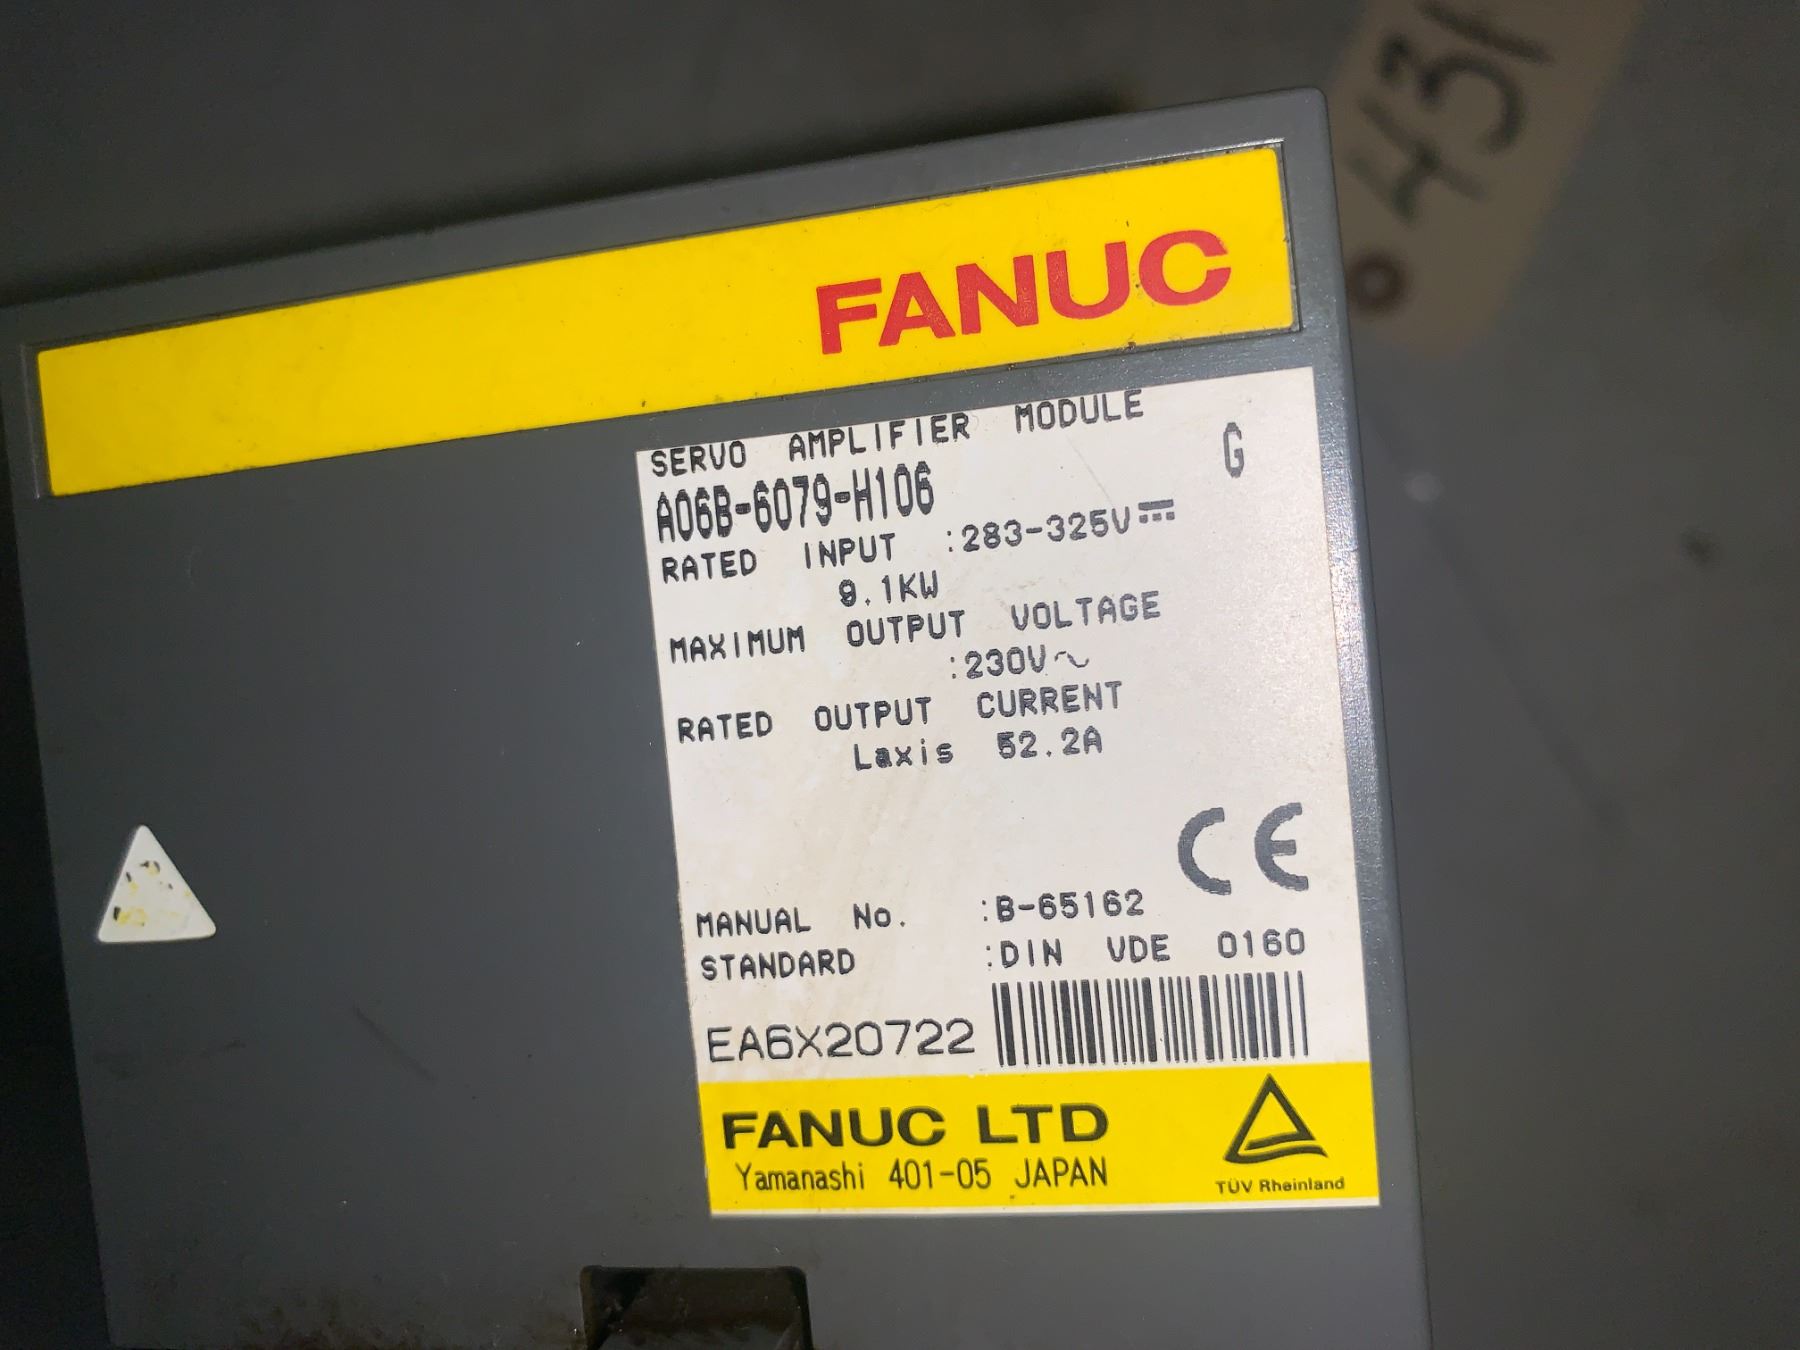 431
FANUC
SERVO AMPLIFIER MODULE
G
A06B-6079-H106
RATED INPUT :283-325V⎓
9.1KW
MAXIMUM OUTPUT VOLTAGE
:230V~
RATED OUTPUT CURRENT
Laxis 52.2A
CE
MANUAL No. :B-65162
STANDARD :DIN VDE 0160
EA6X20722
FANUC LTD
Yamanashi 401-05 JAPAN
TÜV Rheinland